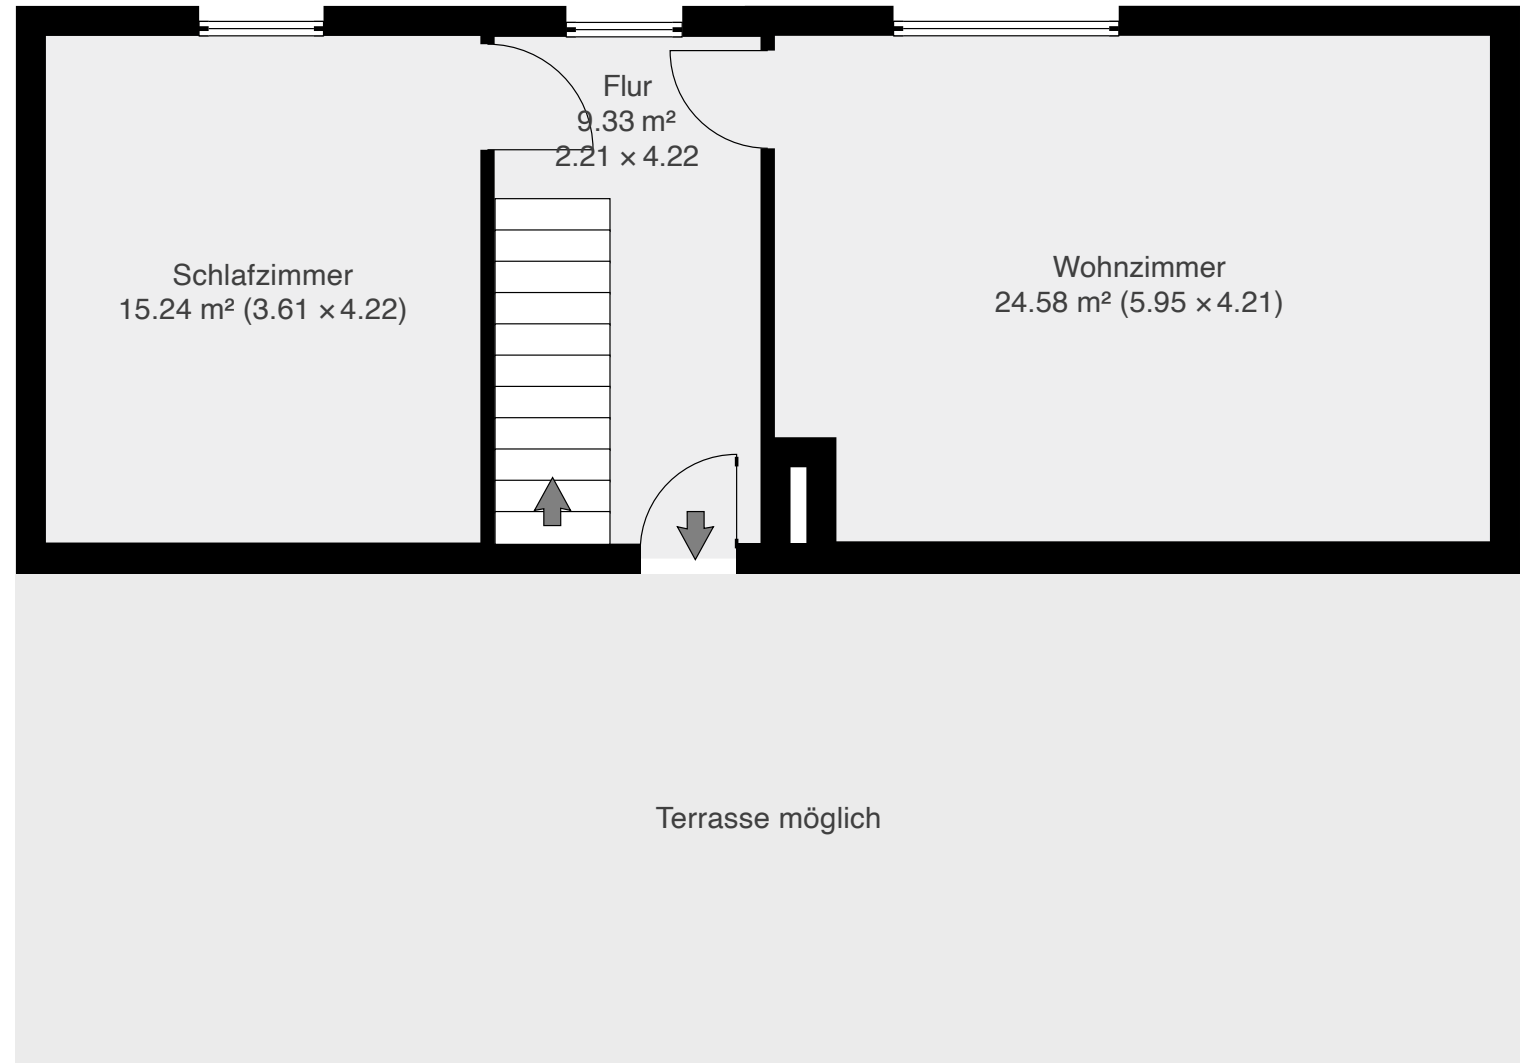 Flur
9.33 m²
2.21 × 4.22
Schlafzimmer
15.24 m² (3.61 × 4.22)
Wohnzimmer
24.58 m² (5.95 × 4.21)
Terrasse möglich